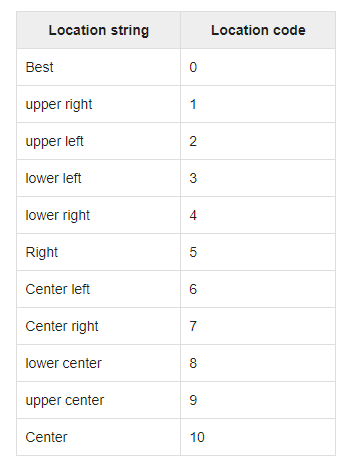 Location string Location code
Best 0
upper right 1
upper left 2
lower left 3
lower right 4
Right 5
Center left 6
Center right 7
lower center 8
upper center 9
Center 10